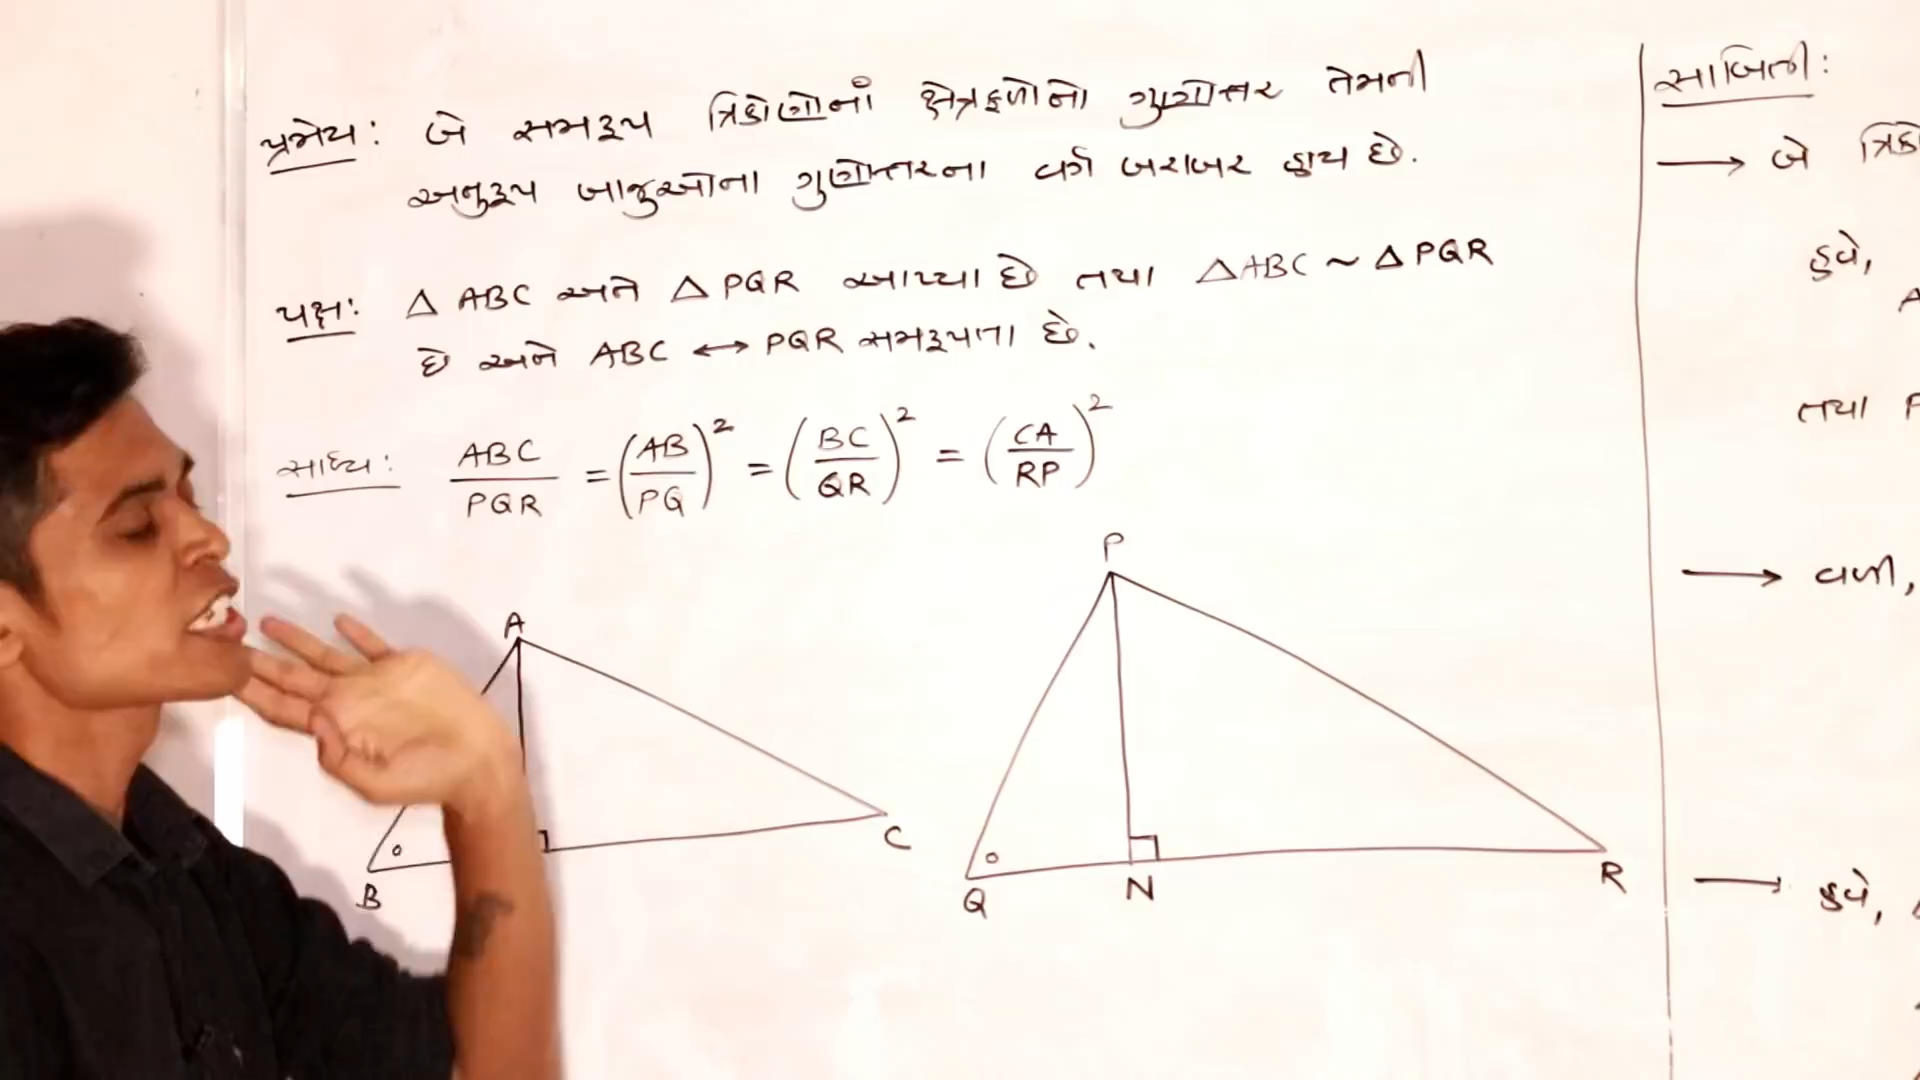 પ્રમેય: બે સમરૂપ ત્રિકોણોનાં ક્ષેત્રફળોનો ગુણોત્તર તેમની
અનુરૂપ બાજુઓના ગુણોત્તરના વર્ગ બરાબર હોય છે.
પક્ષ: △ ABC અને △ PQR આપ્યા છે તથા △ABC ~ △PQR
છે અને ABC ↔ PQR સમરૂપતા છે.
સાધ્ય: ABC / PQR = (AB / PQ)² = (BC / QR)² = (CA / RP)²
A
B
C
P
Q
N
R
સાબિતી:
→ બે
હવે,
A
તથા P
→ વળી,
→ હવે,